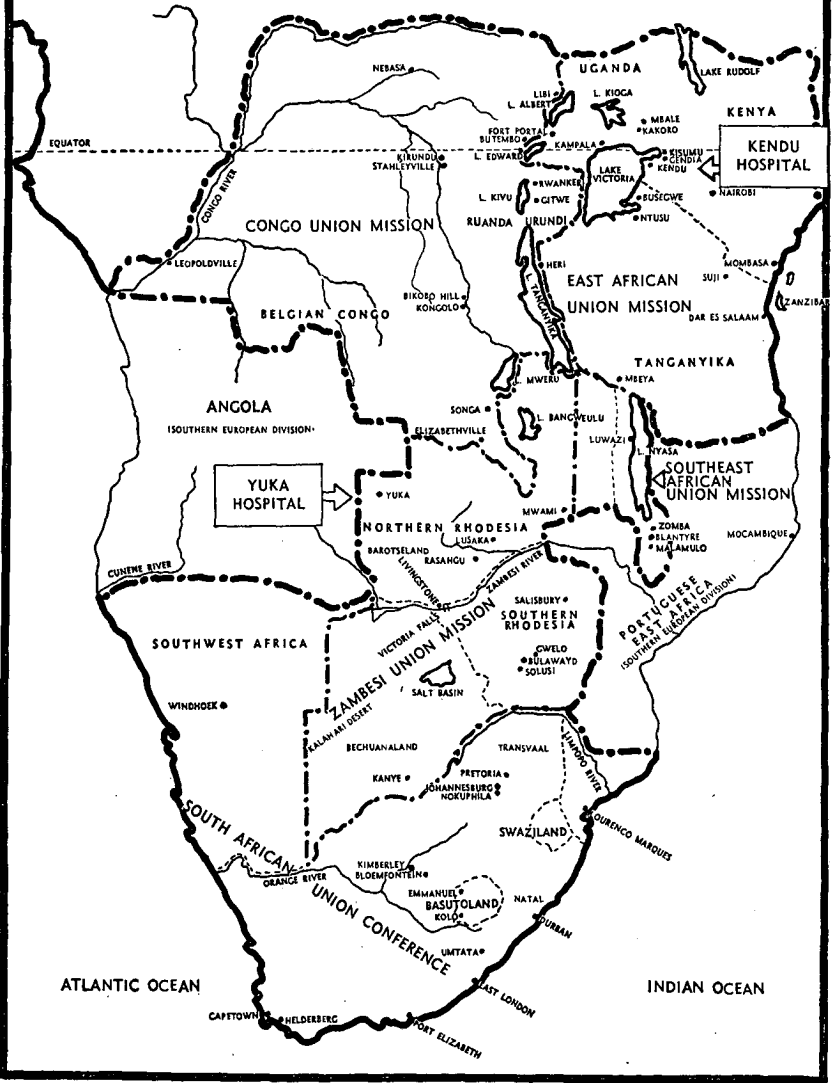 NEBASA
UGANDA
LAKE RUDOLF
LIBI
L. ALBERT
L. KIOGA
KENYA
MBALE
KAKORO
FORT PORTAL
BUTEMBO
KAMPALA
EQUATOR
KISUMU
GENDIA
KENDU
KENDU
HOSPITAL
L. EDWARD
KIRUNDU
STANLEYVILLE
LAKE
VICTORIA
CONGO RIVER
L. KIVU
RWANKERI
GITWE
BUSEGWE
NAIROBI
NTUSU
RUANDA URUNDI
CONGO UNION MISSION
LEOPOLDVILLE
HERI
MOMBASA
SUJI
EAST AFRICAN
UNION MISSION
ZANZIBAR
L. TANGANYIKA
BIKOBO HILL
KONGOLO
BELGIAN CONGO
DAR ES SALAAM
TANGANYIKA
L. MWERU
MBEYA
ANGOLA
(SOUTHERN EUROPEAN DIVISION)
SONGA
L. BANGWEULU
ELIZABETHVILLE
LUWAZI
L. NYASA
SOUTHEAST
AFRICAN
UNION MISSION
YUKA
HOSPITAL
YUKA
MWAMI
NORTHERN RHODESIA
LUSAKA
ZOMBA
BLANTYRE
MALAMULO
MOCAMBIQUE
BAROTSELAND
RASANGU
CUNENE RIVER
LIVINGSTONE
ZAMBESI RIVER
PORTUGUESE
EAST AFRICA
(SOUTHERN EUROPEAN DIVISION)
SALISBURY
SOUTHERN
RHODESIA
VICTORIA FALLS
ZAMBESI UNION MISSION
SOUTHWEST AFRICA
GWELO
BULAWAYO
SOLUSI
SALT BASIN
WINDHOEK
KALAHARI DESERT
BECHUANALAND
TRANSVAAL
LIMPOPO RIVER
KANYE
PRETORIA
JOHANNESBURG
NOKUPHILA
SWAZILAND
LOURENCO MARQUES
SOUTH AFRICAN
UNION CONFERENCE
ORANGE RIVER
KIMBERLEY
BLOEMFONTEIN
EMMANUEL
BASUTOLAND
KOLO
NATAL
DURBAN
UMTATA
ATLANTIC OCEAN
INDIAN OCEAN
EAST LONDON
CAPETOWN
HELDERBERG
PORT ELIZABETH